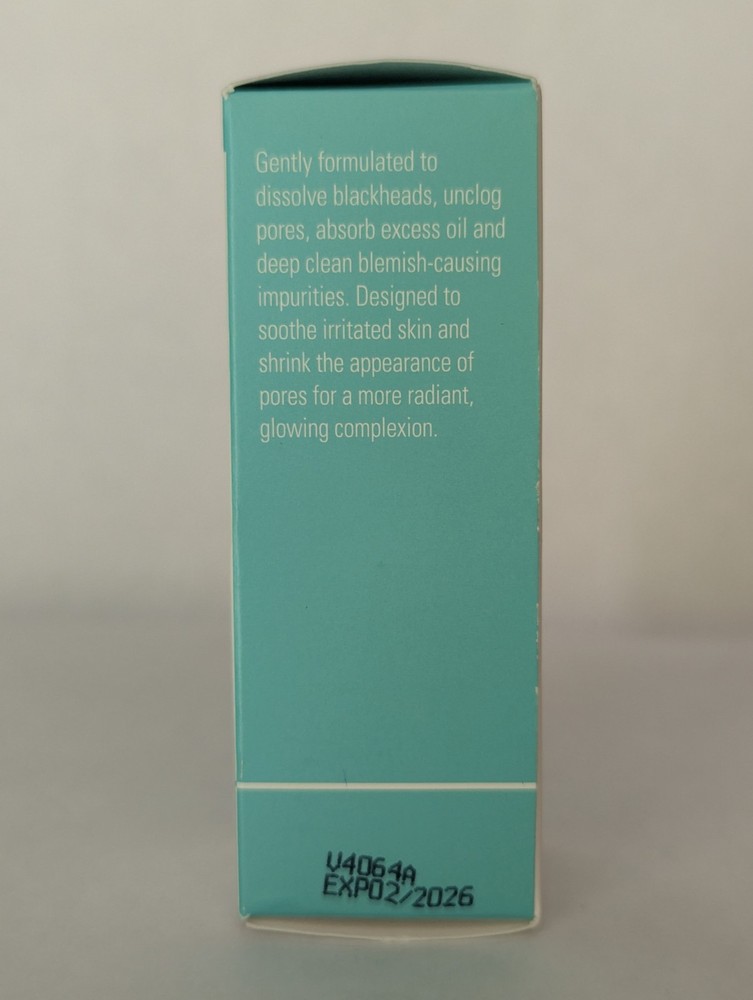 Gently formulated to
dissolve blackheads, unclog
pores, absorb excess oil and
deep clean blemish-causing
impurities. Designed to
soothe irritated skin and
shrink the appearance of
pores for a more radiant,
glowing complexion.
V4064A
EXP02/2026